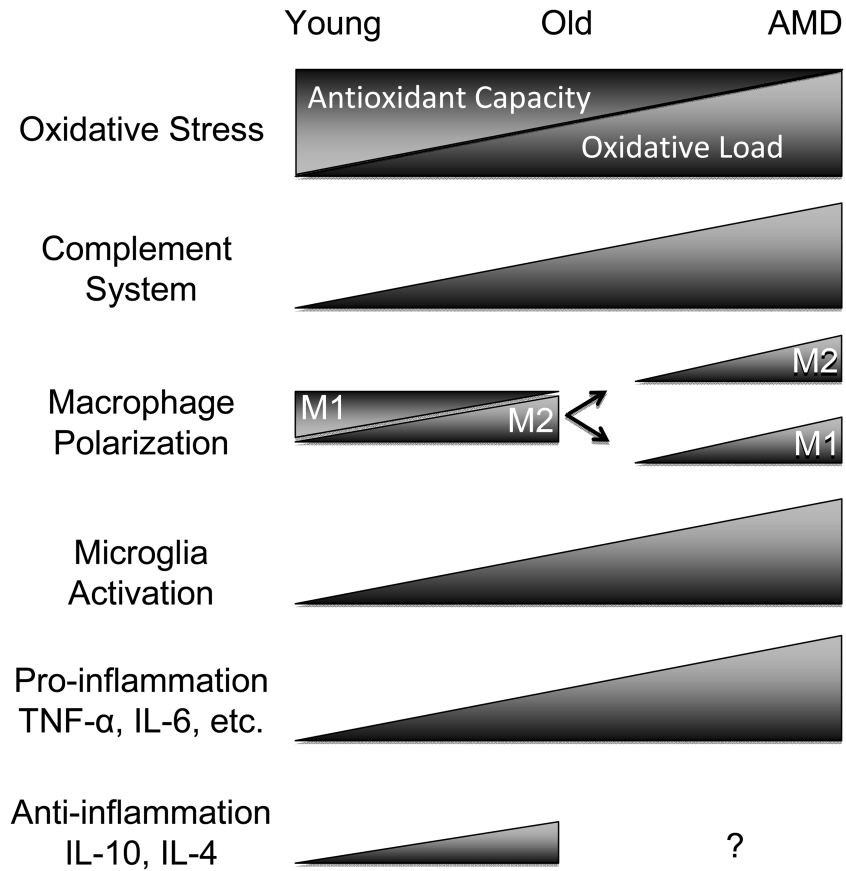 Young Old AMD
Oxidative Stress
Antioxidant Capacity
Oxidative Load
Complement
System
Macrophage
Polarization
M1
M2
M2
M1
Microglia
Activation
Pro-inflammation
TNF-α, IL-6, etc.
Anti-inflammation
IL-10, IL-4
?